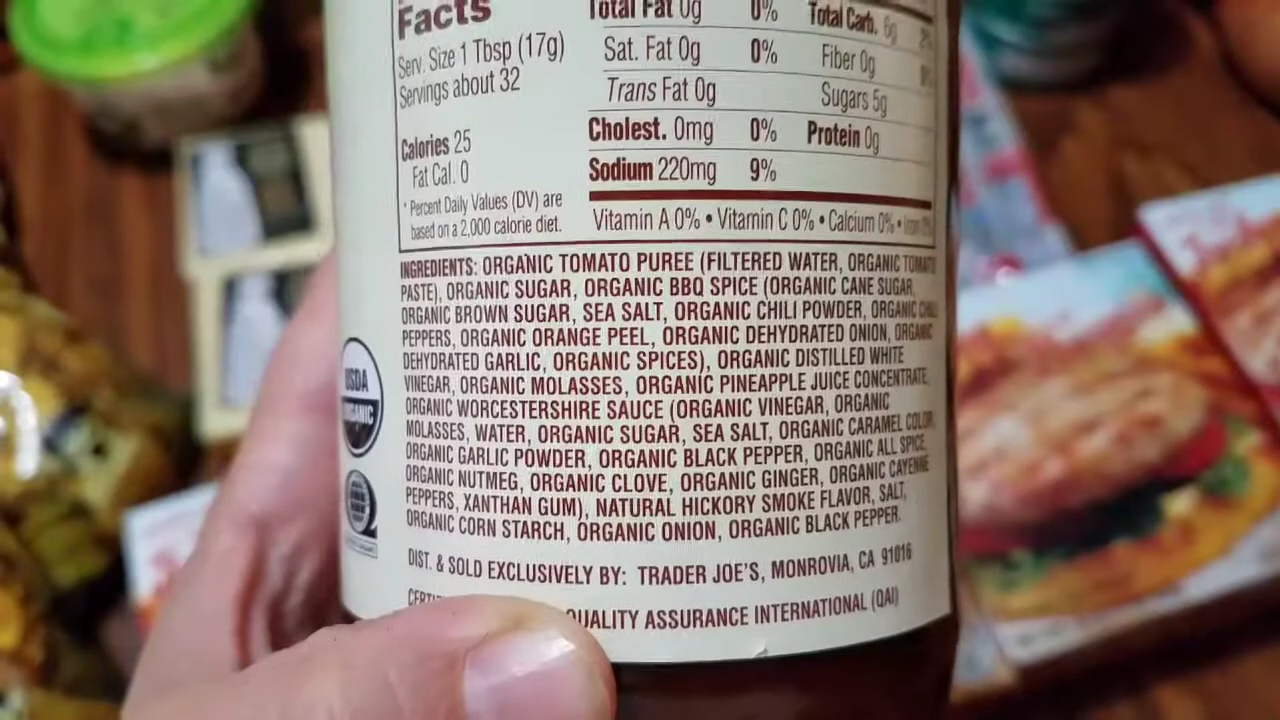 Facts
Serv. Size 1 Tbsp (17g)
Servings about 32
Calories 25
Fat Cal. 0
* Percent Daily Values (DV) are
based on a 2,000 calorie diet.
Total Fat 0g 0% Total Carb. 6g 2%
Sat. Fat 0g 0% Fiber 0g 0%
Trans Fat 0g Sugars 5g
Cholest. 0mg 0% Protein 0g
Sodium 220mg 9%
Vitamin A 0% • Vitamin C 0% • Calcium 0% • Iron 0%
INGREDIENTS: ORGANIC TOMATO PUREE (FILTERED WATER, ORGANIC TOMATO
PASTE), ORGANIC SUGAR, ORGANIC BBQ SPICE (ORGANIC CANE SUGAR,
ORGANIC BROWN SUGAR, SEA SALT, ORGANIC CHILI POWDER, ORGANIC CHILI
PEPPERS, ORGANIC ORANGE PEEL, ORGANIC DEHYDRATED ONION, ORGANIC
DEHYDRATED GARLIC, ORGANIC SPICES), ORGANIC DISTILLED WHITE
VINEGAR, ORGANIC MOLASSES, ORGANIC PINEAPPLE JUICE CONCENTRATE,
ORGANIC WORCESTERSHIRE SAUCE (ORGANIC VINEGAR, ORGANIC
MOLASSES, WATER, ORGANIC SUGAR, SEA SALT, ORGANIC CARAMEL COLOR,
ORGANIC GARLIC POWDER, ORGANIC BLACK PEPPER, ORGANIC ALL SPICE,
ORGANIC NUTMEG, ORGANIC CLOVE, ORGANIC GINGER, ORGANIC CAYENNE
PEPPERS, XANTHAN GUM), NATURAL HICKORY SMOKE FLAVOR, SALT,
ORGANIC CORN STARCH, ORGANIC ONION, ORGANIC BLACK PEPPER.
DIST. & SOLD EXCLUSIVELY BY: TRADER JOE'S, MONROVIA, CA 91016
QUALITY ASSURANCE INTERNATIONAL (QAI)
USDA
ORGANIC